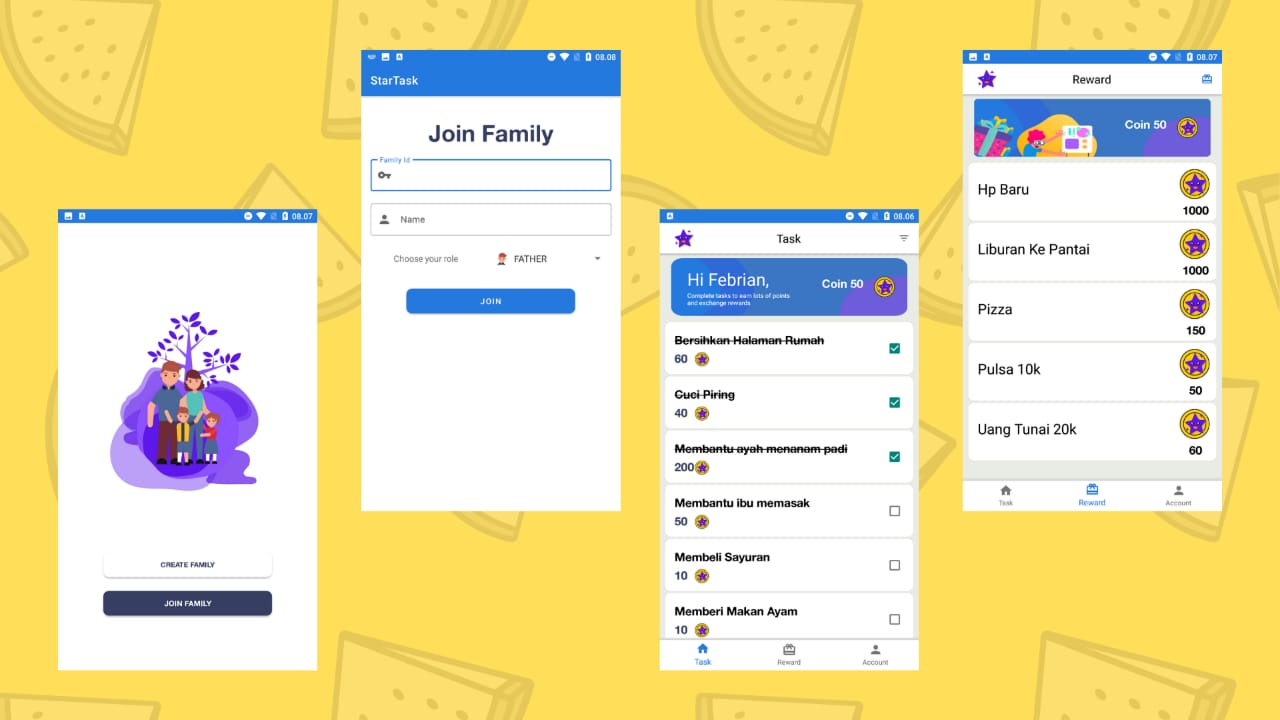 08.07
CREATE FAMILY
JOIN FAMILY
08.08
StarTask
Join Family
Family Id
Name
Choose your role
FATHER
JOIN
08.06
Task
Hi Febrian,
Complete tasks to earn lots of points
and exchange rewards
Coin 50
Bersihkan Halaman Rumah
60
Cuci Piring
40
Membantu ayah menanam padi
200
Membantu ibu memasak
50
Membeli Sayuran
10
Memberi Makan Ayam
10
Task Reward Account
08.07
Reward
Coin 50
Hp Baru
1000
Liburan Ke Pantai
1000
Pizza
150
Pulsa 10k
50
Uang Tunai 20k
60
Task Reward Account